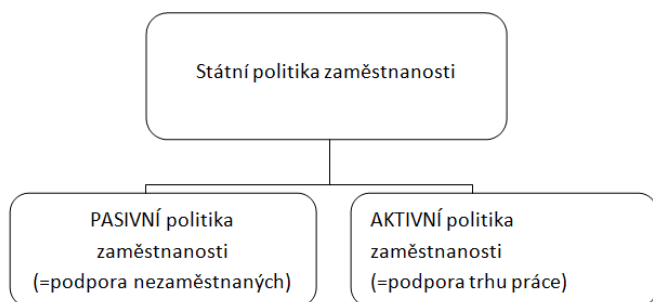 Státní politika zaměstnanosti
PASIVNÍ politika
zaměstnanosti
(=podpora nezaměstnaných)
AKTIVNÍ politika
zaměstnanosti
(=podpora trhu práce)